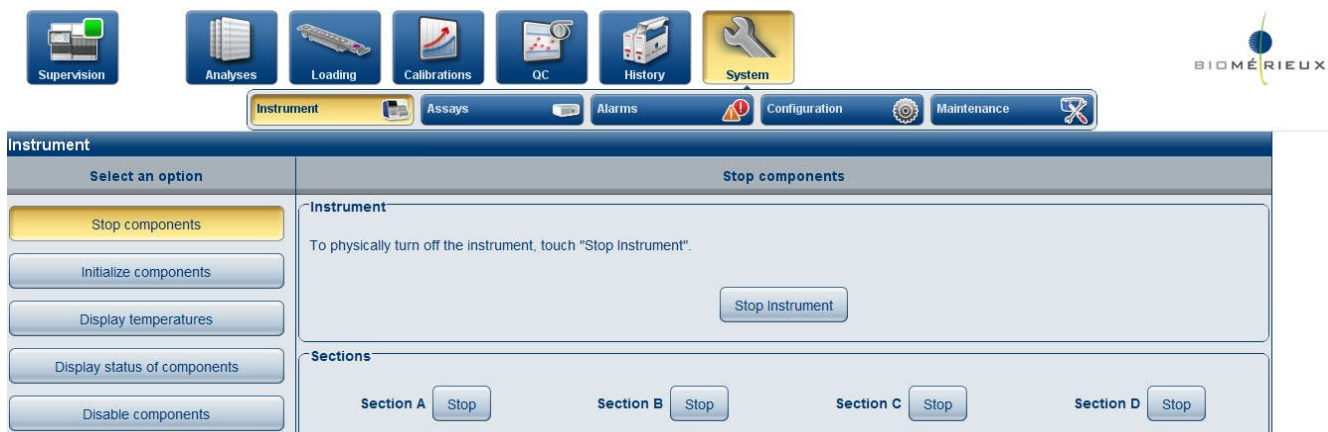 Supervision
Analyses
Loading
Calibrations
QC
History
System
BIOMÉRIEUX
Instrument
Assays
Alarms
Configuration
Maintenance
Instrument
Select an option
Stop components
Stop components
Initialize components
Display temperatures
Display status of components
Disable components
Instrument
To physically turn off the instrument, touch "Stop Instrument".
Stop Instrument
Sections
Section A Stop
Section B Stop
Section C Stop
Section D Stop